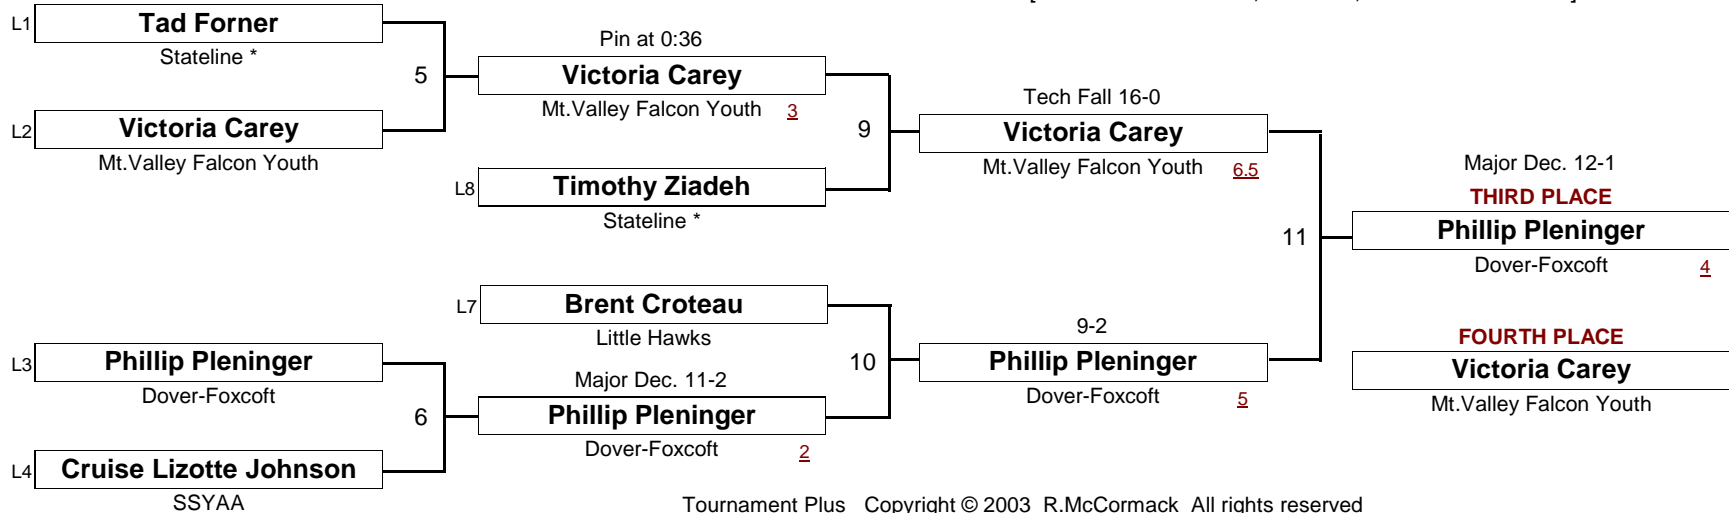 L1
Tad Forner
Stateline *
5
L2
Victoria Carey
Mt.Valley Falcon Youth
Pin at 0:36
Victoria Carey
Mt.Valley Falcon Youth 3
9
L8
Timothy Ziadeh
Stateline *
Tech Fall 16-0
Victoria Carey
Mt.Valley Falcon Youth 6.5
L3
Phillip Pleninger
Dover-Foxcoft
6
L4
Cruise Lizotte Johnson
SSYAA
L7
Brent Croteau
Little Hawks
10
Major Dec. 11-2
Phillip Pleninger
Dover-Foxcoft 2
9-2
Phillip Pleninger
Dover-Foxcoft 5
11
Major Dec. 12-1
THIRD PLACE
Phillip Pleninger
Dover-Foxcoft 4
FOURTH PLACE
Victoria Carey
Mt.Valley Falcon Youth
Tournament Plus Copyright © 2003 R.McCormack All rights reserved